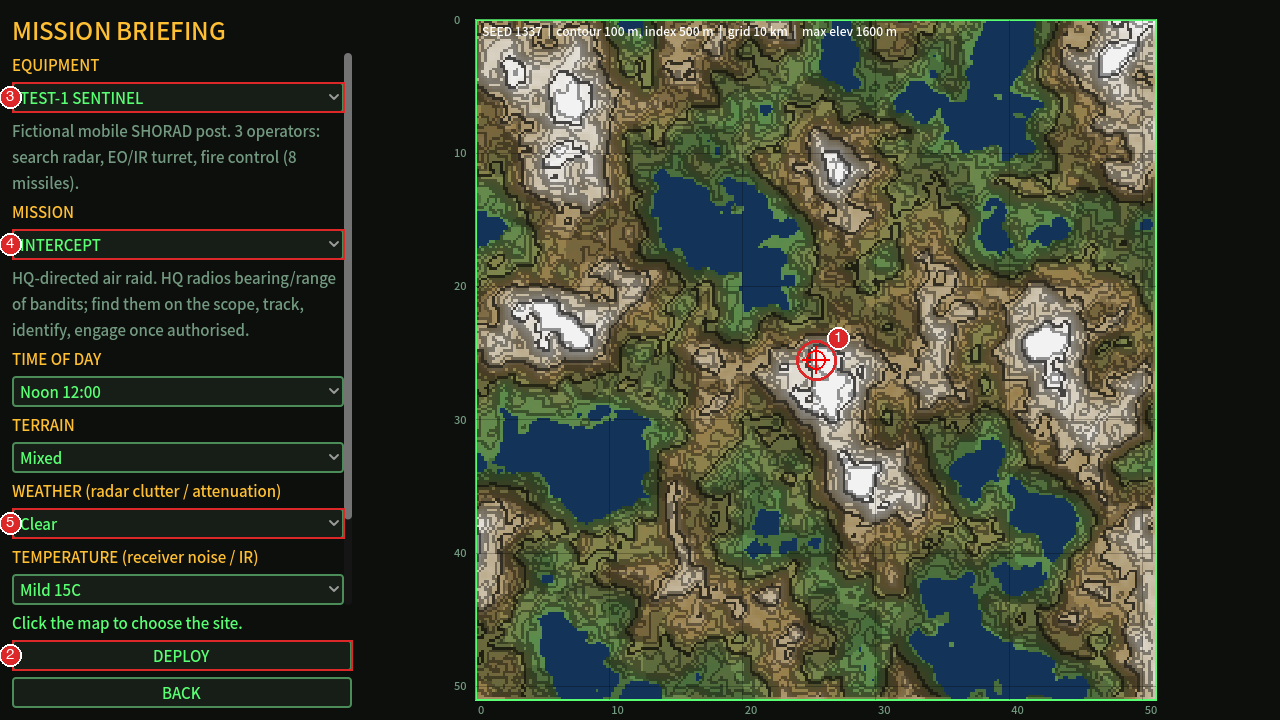 MISSION BRIEFING
EQUIPMENT
3
TEST-1 SENTINEL
Fictional mobile SHORAD post. 3 operators:
search radar, EO/IR turret, fire control (8
missiles).
MISSION
4
INTERCEPT
HQ-directed air raid. HQ radios bearing/range
of bandits; find them on the scope, track,
identify, engage once authorised.
TIME OF DAY
Noon 12:00
TERRAIN
Mixed
WEATHER (radar clutter / attenuation)
5
Clear
TEMPERATURE (receiver noise / IR)
Mild 15C
Click the map to choose the site.
2
DEPLOY
BACK
SEED 1337 | contour 100 m, index 500 m | grid 10 km | max elev 1600 m
1
0
10
20
30
40
50
0 10 20 30 40 50